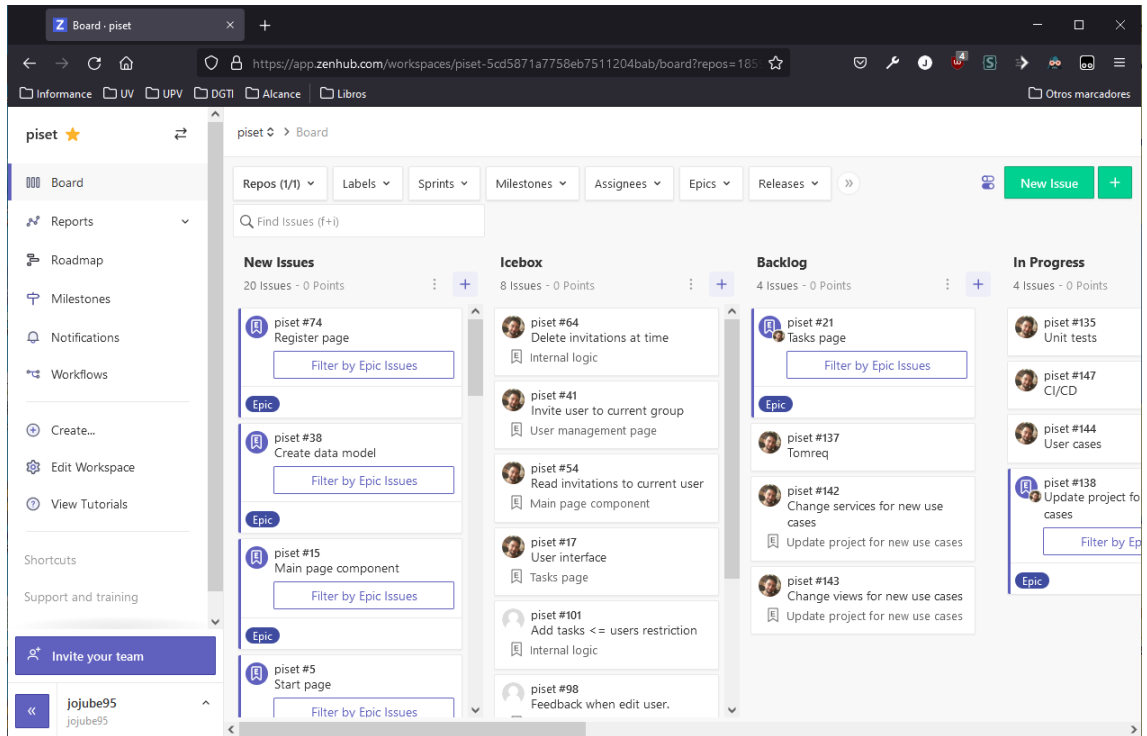 Board · piset
https://app.zenhub.com/workspaces/piset-5cd5871a7758eb7511204bab/board?repos=185
4
Informance UV UPV DGTI Alcance Libros Otros marcadores
piset
Board
Reports
Roadmap
Milestones
Notifications
Workflows
Create...
Edit Workspace
View Tutorials
Shortcuts
Support and training
Invite your team
jojube95
jojube95
piset > Board
Repos (1/1) Labels Sprints Milestones Assignees Epics Releases New Issue +
Find Issues (f+i)
New Issues
20 Issues - 0 Points
piset #74
Register page
Filter by Epic Issues
Epic
piset #38
Create data model
Filter by Epic Issues
Epic
piset #15
Main page component
Filter by Epic Issues
Epic
piset #5
Start page
Filter by Epic Issues
Icebox
8 Issues - 0 Points
piset #64
Delete invitations at time
Internal logic
piset #41
Invite user to current group
User management page
piset #54
Read invitations to current user
Main page component
piset #17
User interface
Tasks page
piset #101
Add tasks <= users restriction
Internal logic
piset #98
Feedback when edit user.
Backlog
4 Issues - 0 Points
piset #21
Tasks page
Filter by Epic Issues
Epic
piset #137
Tomreq
piset #142
Change services for new use
cases
Update project for new use cases
piset #143
Change views for new use cases
Update project for new use cases
In Progress
4 Issues - 0 Points
piset #135
Unit tests
piset #147
CI/CD
piset #144
User cases
piset #138
Update project fo
cases
Filter by Ep
Epic